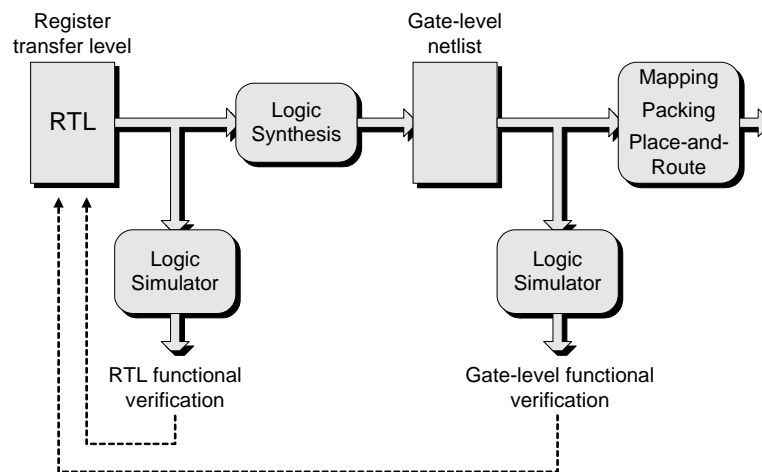 Register
transfer level
RTL
Logic
Synthesis
Gate-level
netlist
Mapping
Packing
Place-and-
Route
Logic
Simulator
Logic
Simulator
RTL functional
verification
Gate-level functional
verification